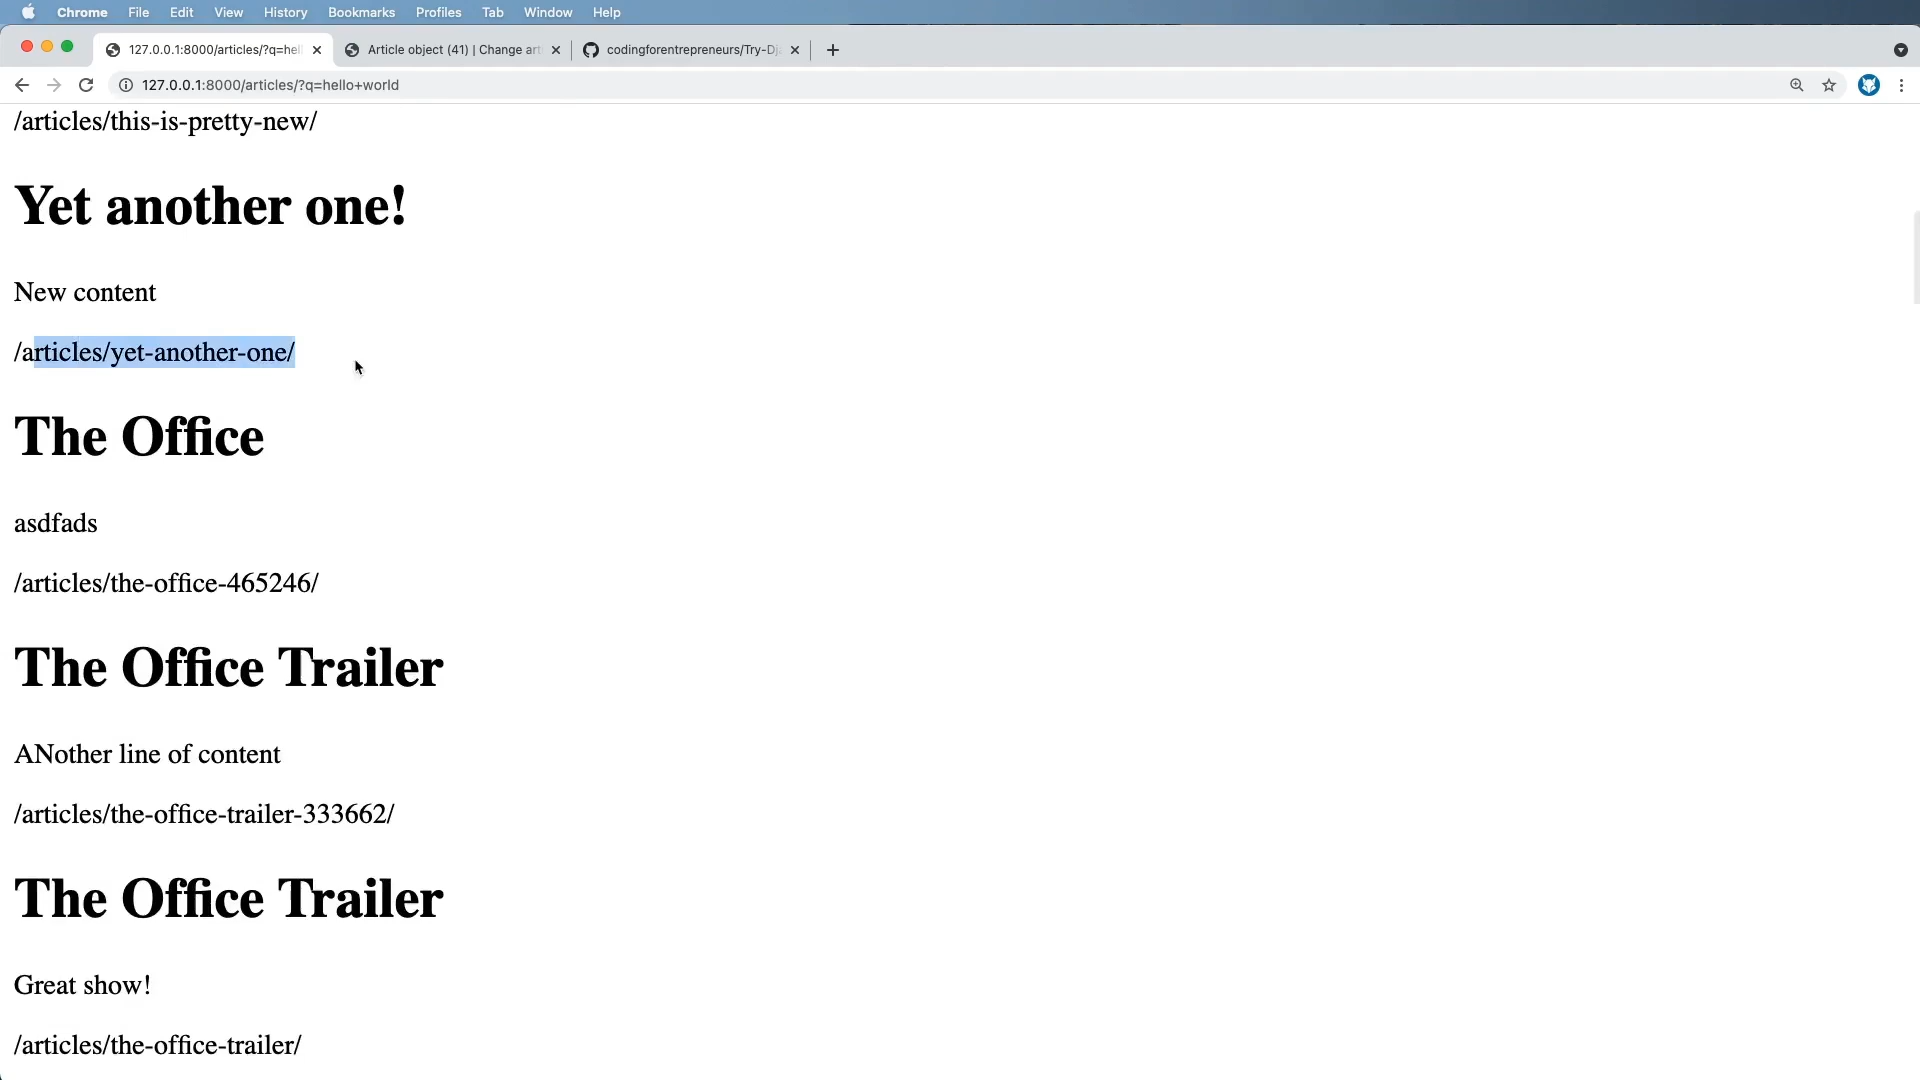 Chrome File Edit View History Bookmarks Profiles Tab Window Help
127.0.0.1:8000/articles/?q=hel
Article object (41) | Change art
codingforentrepreneurs/Try-Dj
127.0.0.1:8000/articles/?q=hello+world
/articles/this-is-pretty-new/
Yet another one!
New content
/articles/yet-another-one/
The Office
asdfads
/articles/the-office-465246/
The Office Trailer
ANother line of content
/articles/the-office-trailer-333662/
The Office Trailer
Great show!
/articles/the-office-trailer/